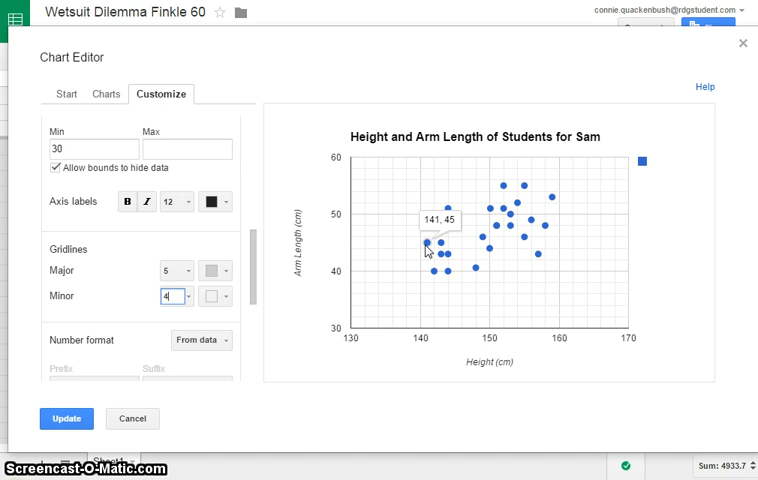 Wetsuit Dilemma Finkle 60
connie.quackenbush@rdgstudent.com
Chart Editor
Help
Start Charts Customize
Min Max
30
Allow bounds to hide data
Axis labels B I 12
Gridlines
Major 5
Minor 4
Number format From data
Prefix Suffix
Update Cancel
Height and Arm Length of Students for Sam
60
50
40
30
Arm Length (cm)
141, 45
130 140 150 160 170
Height (cm)
Sheet1
Sum: 4933.7
Screencast-O-Matic.com